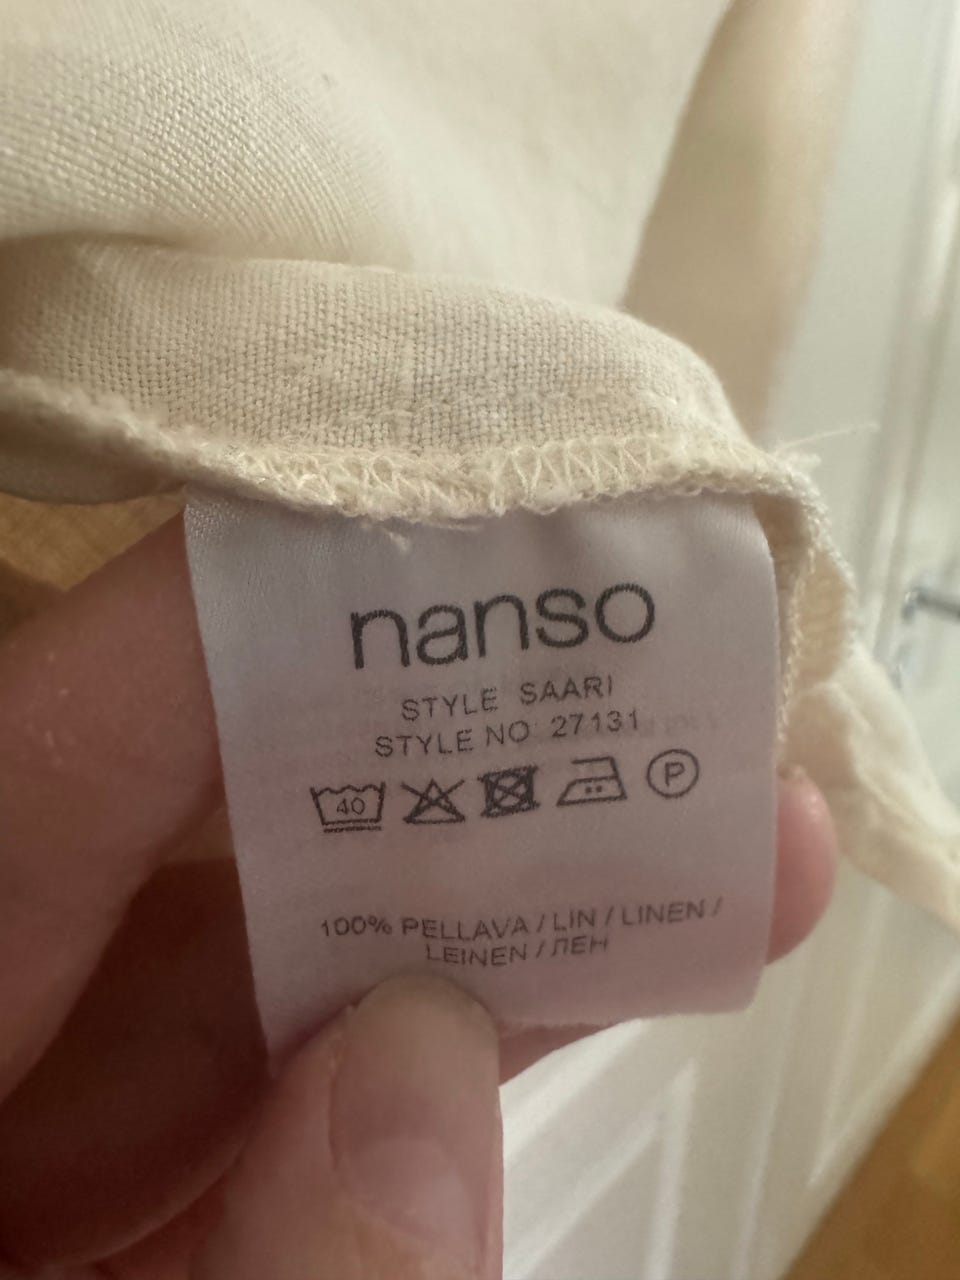 nanso
STYLE SAARI
STYLE NO 27131
40 P
100% PELLAVA / LIN / LINEN /
LEINEN / ЛЕН